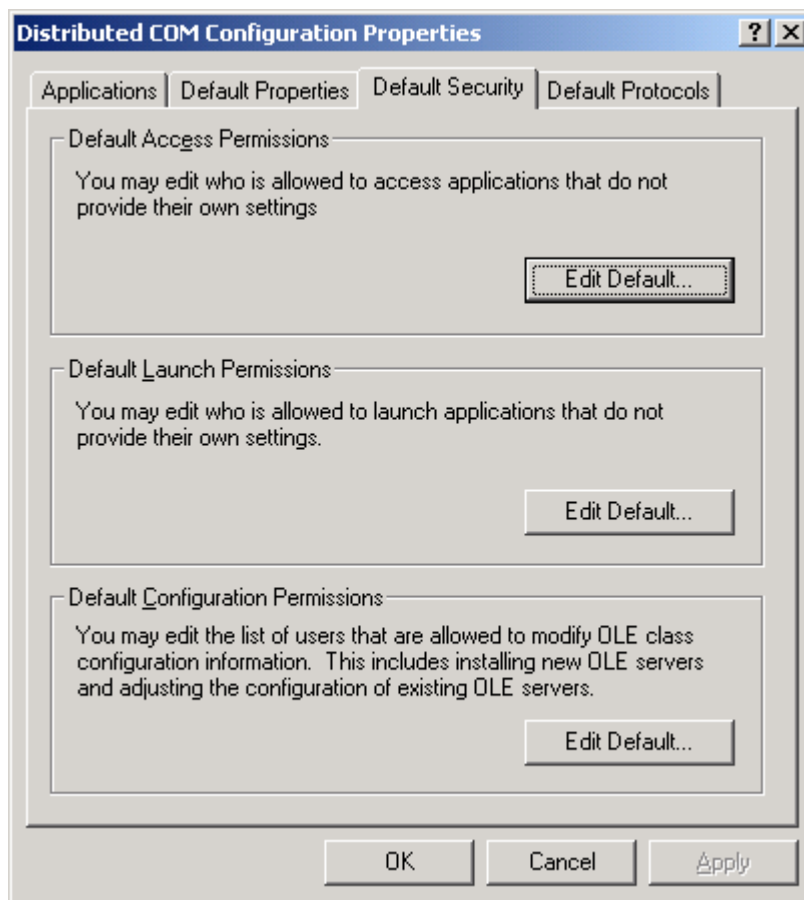 Distributed COM Configuration Properties
Applications
Default Properties
Default Security
Default Protocols
Default Access Permissions
You may edit who is allowed to access applications that do not
provide their own settings
Edit Default...
Default Launch Permissions
You may edit who is allowed to launch applications that do not
provide their own settings.
Edit Default...
Default Configuration Permissions
You may edit the list of users that are allowed to modify OLE class
configuration information.  This includes installing new OLE servers
and adjusting the configuration of existing OLE servers.
Edit Default...
OK
Cancel
Apply